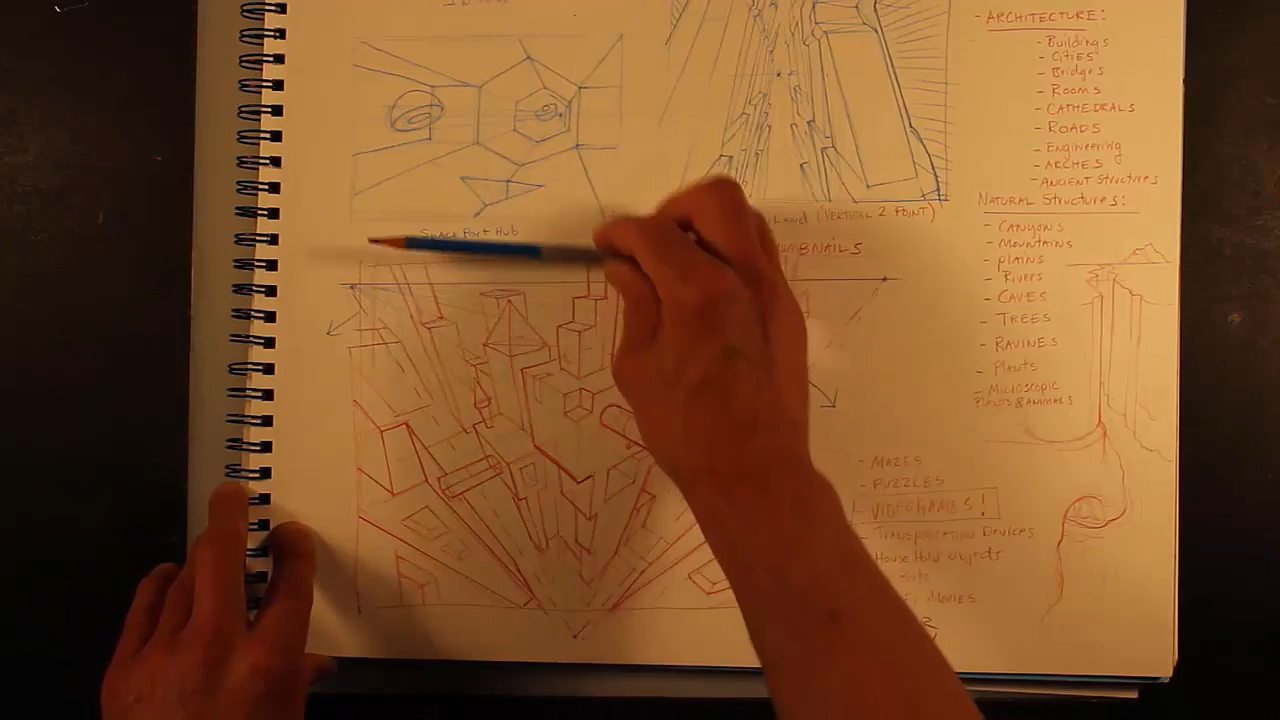 - ARCHITECTURE:
- Buildings
- CITIES
- Bridges
- ROOMS
- CATHEDRALS
- ROADS
- Engineering
- ARCHES
- ANCIENT STRUCTURES
NATURAL STRUCTURES:
- CANYONS
- MOUNTAINS
- PLAINS
- RIVERS
- CAVES
- TREES
- RAVINES
- Plants
- MICROSCOPIC
PLANTS & ANIMALS
Land (VERTICAL 2 POINT)
SPACE PORT HUB
- MAZES
- PUZZLES
- VIDEOGAMES!
- TRANSPORTATION DEVICES
House Hold objects
MOVIES